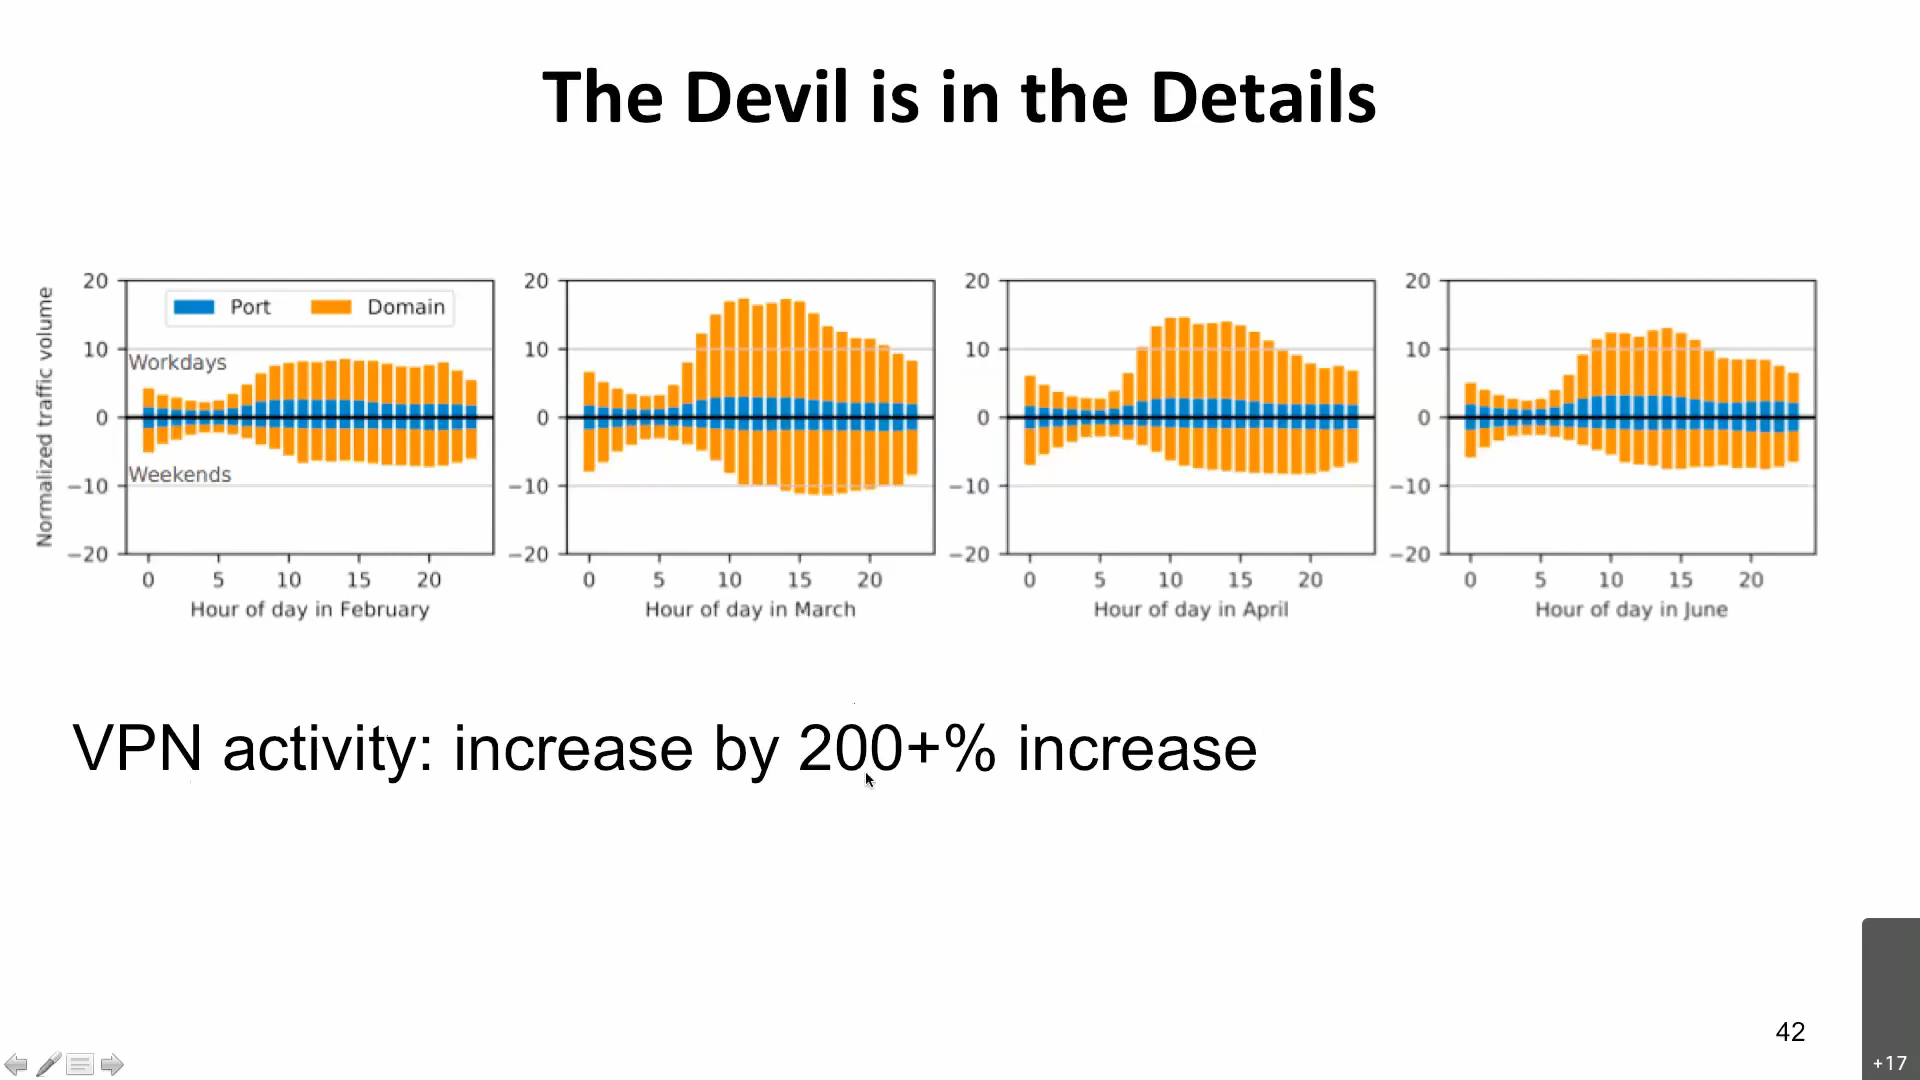 The Devil is in the Details
Normalized traffic volume
20
10
0
−10
−20
Port
Domain
Workdays
Weekends
0 5 10 15 20
Hour of day in February
20
10
0
−10
−20
0 5 10 15 20
Hour of day in March
20
10
0
−10
−20
0 5 10 15 20
Hour of day in April
20
10
0
−10
−20
0 5 10 15 20
Hour of day in June
VPN activity: increase by 200+% increase
42
+17